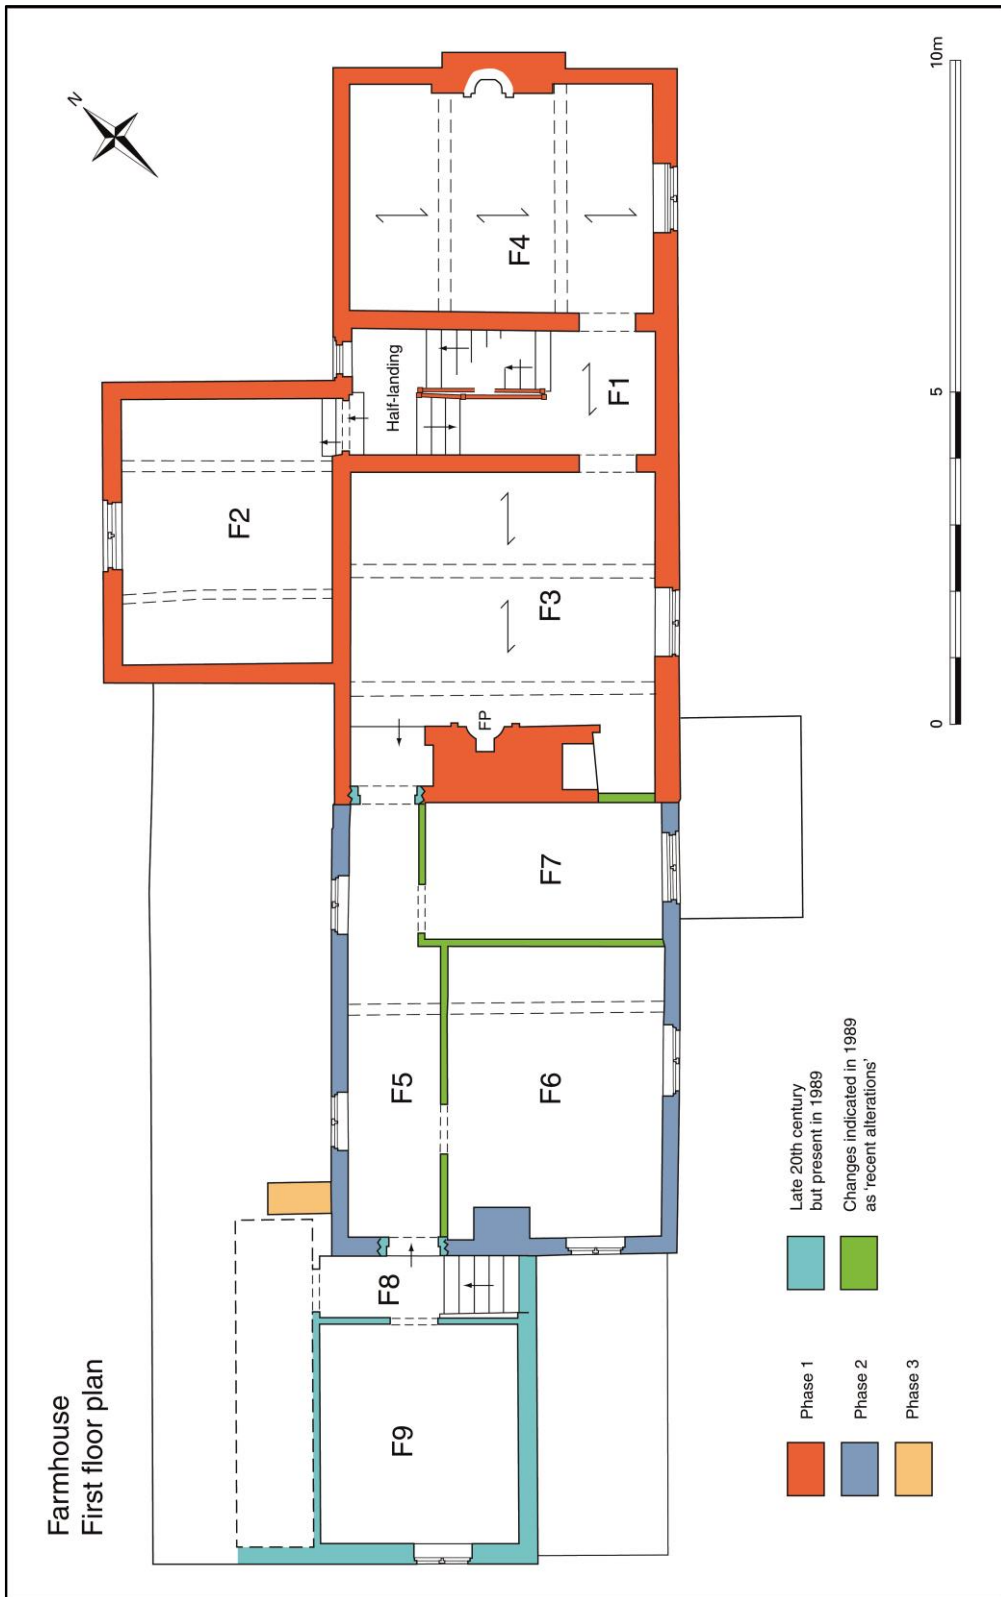 Farmhouse
First floor plan
N
F9
F8
F5
F6
F7
F2
F3
FP
F1
Half-landing
F4
Phase 1
Phase 2
Phase 3
Late 20th century
but present in 1989
Changes indicated in 1989
as 'recent alterations'
0
5
10m